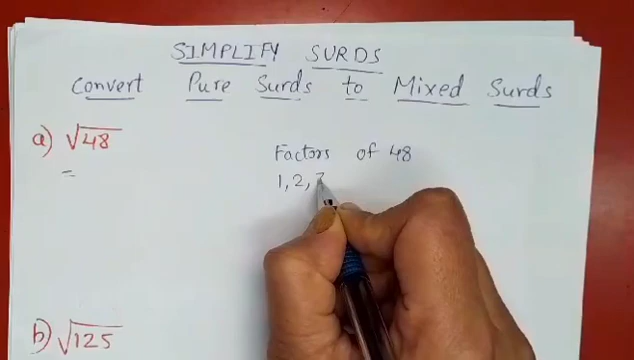 SIMPLIFY SURDS
Convert Pure Surds to Mixed Surds
a) √48
Factors of 48
=
1, 2,
b) √125